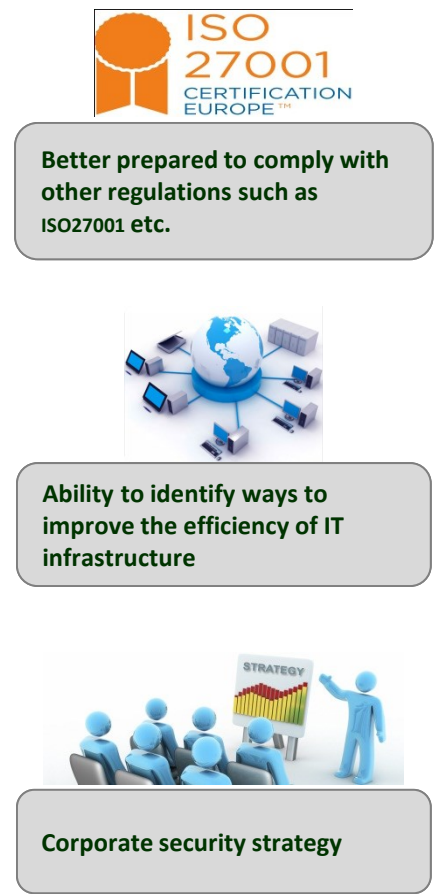 ISO
27001
CERTIFICATION
EUROPE™
Better prepared to comply with
other regulations such as
ISO27001 etc.
Ability to identify ways to
improve the efficiency of IT
infrastructure
STRATEGY
Corporate security strategy